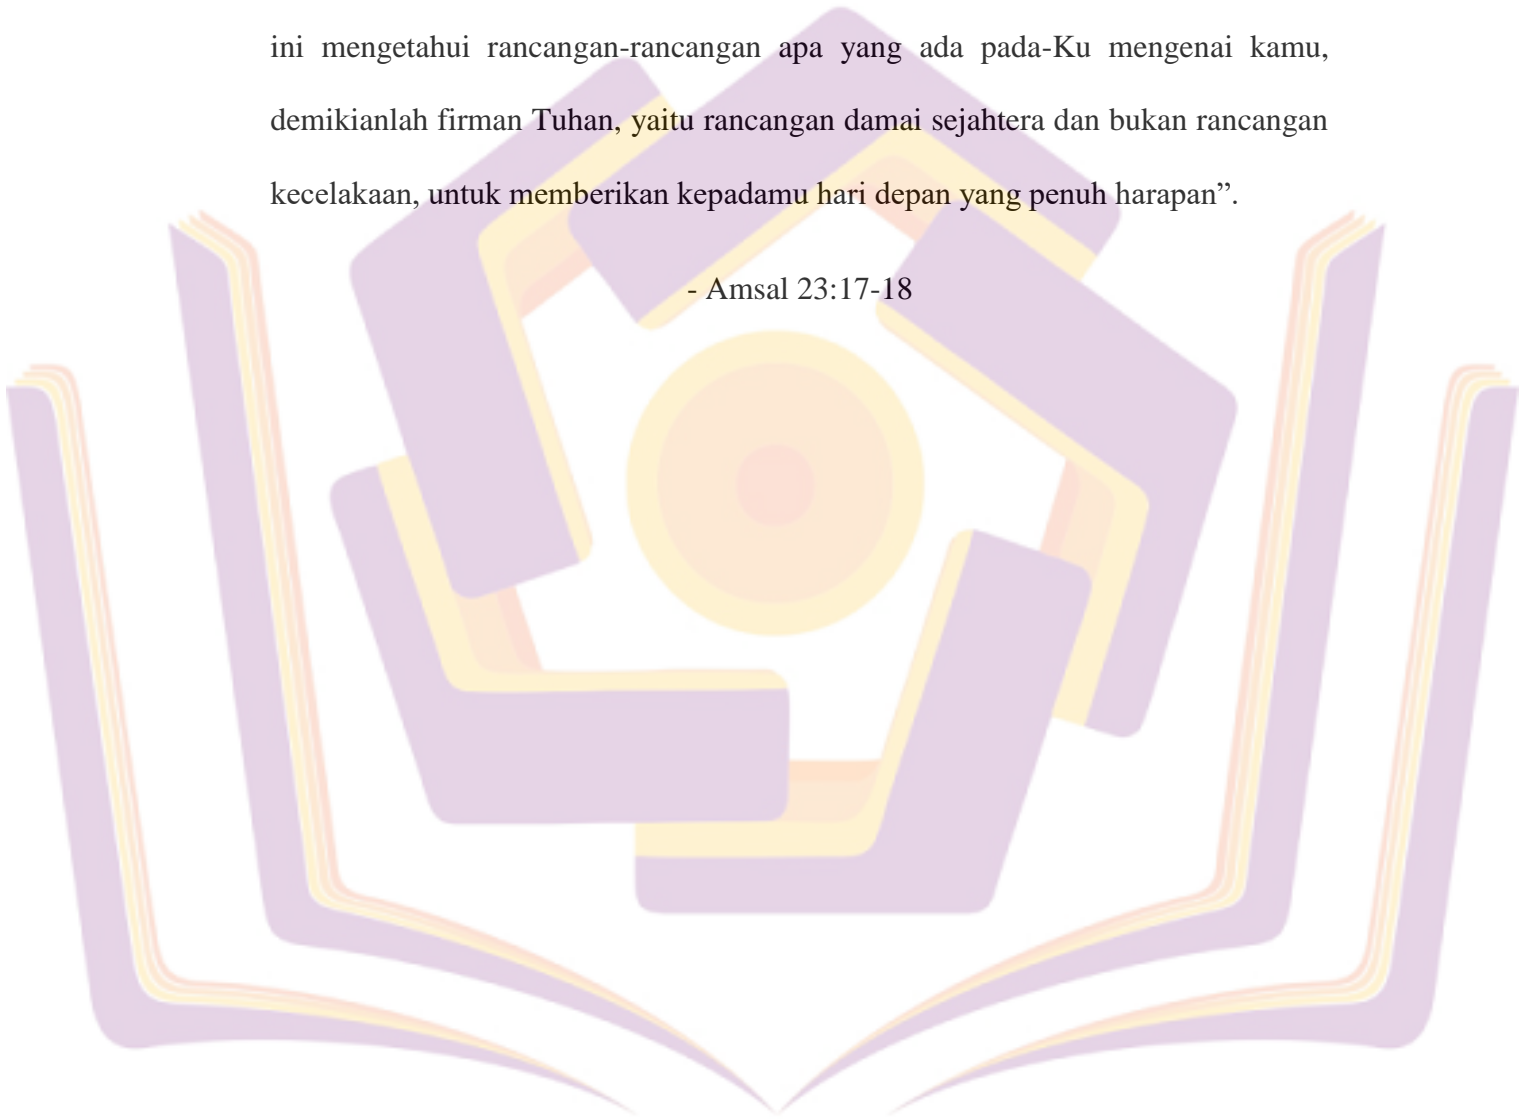 ini mengetahui rancangan-rancangan apa yang ada pada-Ku mengenai kamu,
demikianlah firman Tuhan, yaitu rancangan damai sejahtera dan bukan rancangan
kecelakaan, untuk memberikan kepadamu hari depan yang penuh harapan”.
- Amsal 23:17-18